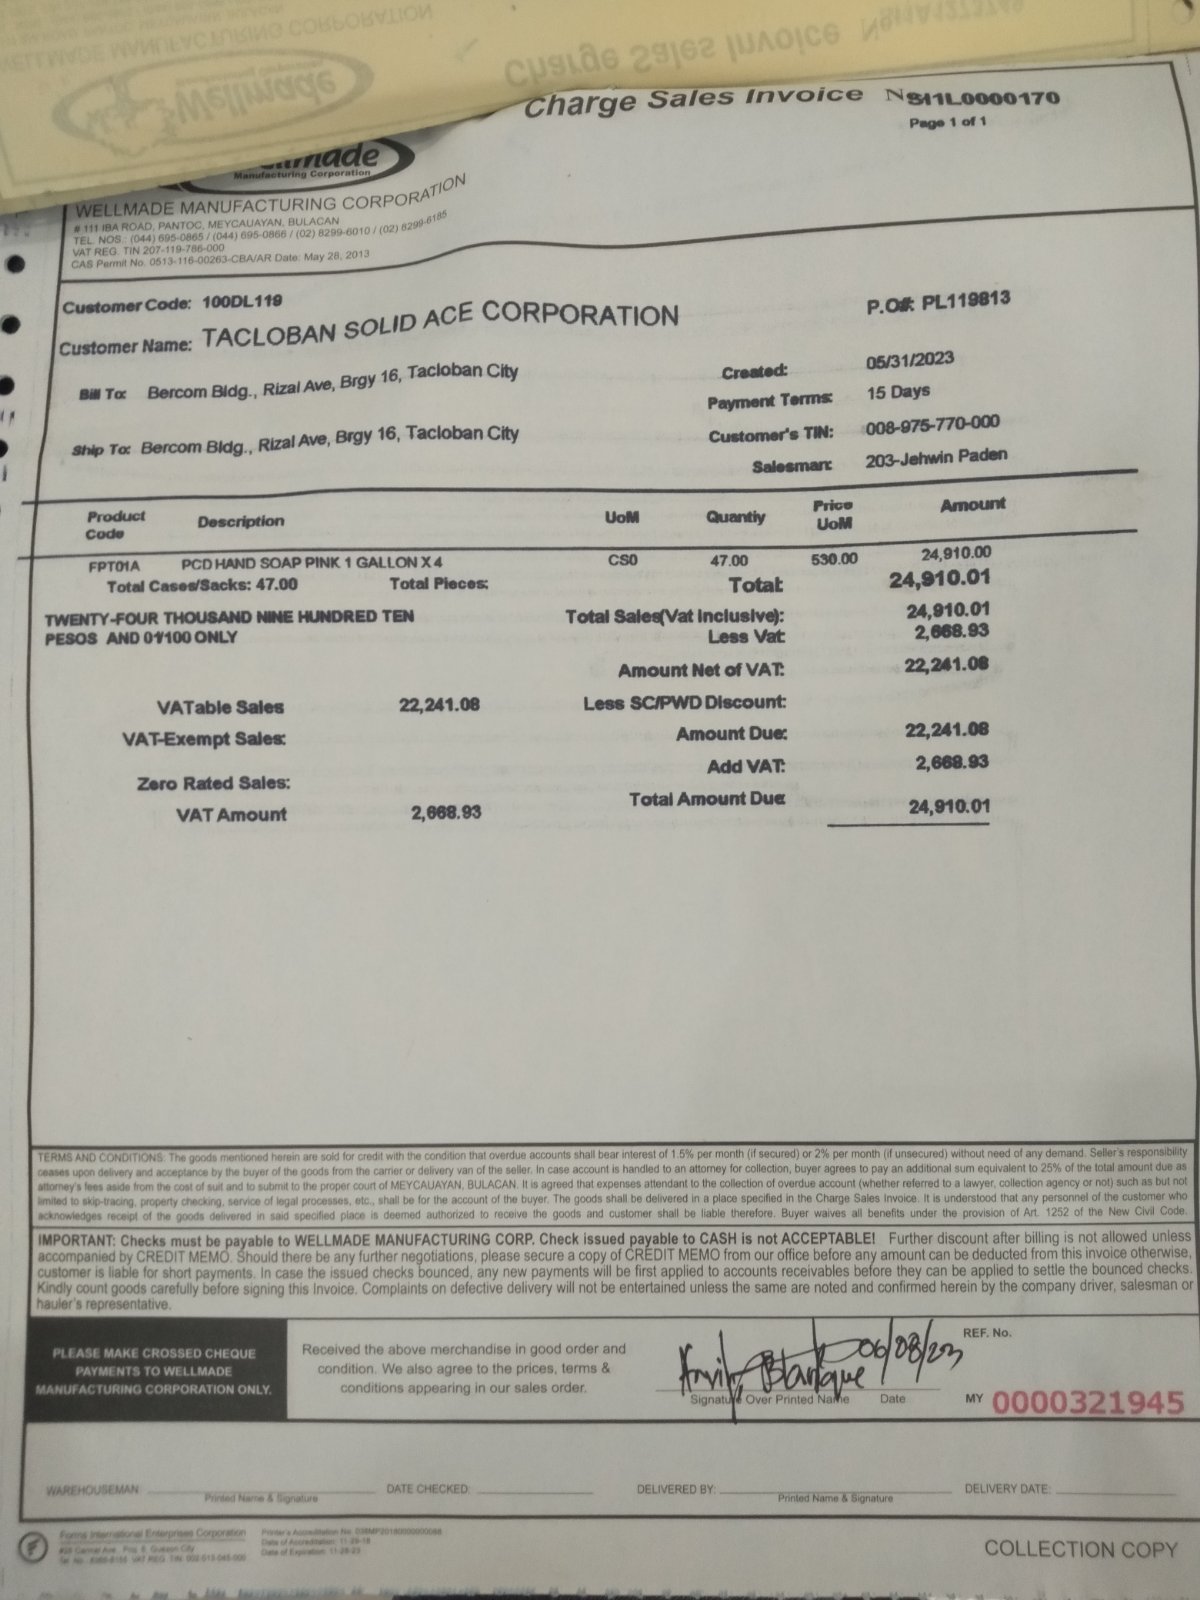 WELLMADE MANUFACTURING CORPORATION
Wellmade
Charge Sales Invoice
Charge Sales Invoice SI1L0000170
Page 1 of 1
Manufacturing Corporation
WELLMADE MANUFACTURING CORPORATION
# 111 IBA ROAD, PANTOC, MEYCAUAYAN, BULACAN
TEL. NOS.: (044) 695-0865 / (044) 695-0866 / (02) 8299-6010 / (02) 8299-6185
VAT REG. TIN 207-119-786-000
CAS Permit No. 0513-116-00263-CBA/AR Date: May 28, 2013
Customer Code: 100DL119
P.O#: PL119813
Customer Name: TACLOBAN SOLID ACE CORPORATION
Bill To: Bercom Bldg., Rizal Ave, Brgy 16, Tacloban City
Created: 05/31/2023
Payment Terms: 15 Days
Ship To: Bercom Bldg., Rizal Ave, Brgy 16, Tacloban City
Customer's TIN: 008-975-770-000
Salesman: 203-Jehwin Paden
Product Code Description UoM Quantiy Price UoM Amount
FPT01A PCD HAND SOAP PINK 1 GALLON X 4 CS0 47.00 530.00 24,910.00
Total Cases/Sacks: 47.00 Total Pieces: Total: 24,910.01
TWENTY-FOUR THOUSAND NINE HUNDRED TEN
PESOS AND 01/100 ONLY
Total Sales(Vat Inclusive): 24,910.01
Less Vat: 2,668.93
Amount Net of VAT: 22,241.08
VATable Sales 22,241.08 Less SC/PWD Discount:
VAT-Exempt Sales: Amount Due: 22,241.08
Add VAT: 2,668.93
Zero Rated Sales:
Total Amount Due: 24,910.01
VAT Amount 2,668.93
TERMS AND CONDITIONS: The goods mentioned herein are sold for credit with the condition that overdue accounts shall bear interest of 1.5% per month (if secured) or 2% per month (if unsecured) without need of any demand. Seller's responsibility
ceases upon delivery and acceptance by the buyer of the goods from the carrier or delivery van of the seller. In case account is handled to an attorney for collection, buyer agrees to pay an additional sum equivalent to 25% of the total amount due as
attorney's fees aside from the cost of suit and to submit to the proper court of MEYCAUAYAN, BULACAN. It is agreed that expenses attendant to the collection of overdue account (whether referred to a lawyer, collection agency or not) such as but not
limited to skip-tracing, property checking, service of legal processes, etc., shall be for the account of the buyer. The goods shall be delivered in a place specified in the Charge Sales Invoice. It is understood that any personnel of the customer who
acknowledges receipt of the goods delivered in said specified place is deemed authorized to receive the goods and customer shall be liable therefore. Buyer waives all benefits under the provision of Art. 1252 of the New Civil Code.
IMPORTANT: Checks must be payable to WELLMADE MANUFACTURING CORP. Check issued payable to CASH is not ACCEPTABLE! Further discount after billing is not allowed unless
accompanied by CREDIT MEMO. Should there be any further negotiations, please secure a copy of CREDIT MEMO from our office before any amount can be deducted from this invoice otherwise,
customer is liable for short payments. In case the issued checks bounced, any new payments will be first applied to accounts receivables before they can be applied to settle the bounced checks.
Kindly count goods carefully before signing this Invoice. Complaints on defective delivery will not be entertained unless the same are noted and confirmed herein by the company driver, salesman or
hauler's representative.
PLEASE MAKE CROSSED CHEQUE
PAYMENTS TO WELLMADE
MANUFACTURING CORPORATION ONLY.
Received the above merchandise in good order and
condition. We also agree to the prices, terms &
conditions appearing in our sales order.
06/08/23
Signature Over Printed Name Date
REF. No.
MY 0000321945
WAREHOUSEMAN: DATE CHECKED: DELIVERED BY: DELIVERY DATE:
Printed Name & Signature Printed Name & Signature
Forms International Enterprises Corporation
Date of Accreditation: 11-28-18
Date of Expiration: 11-28-23
COLLECTION COPY